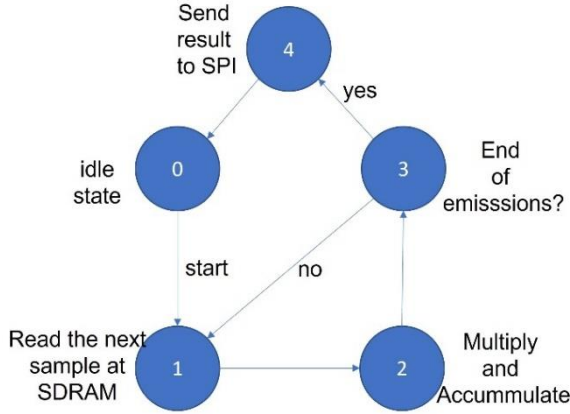 Send
result
to SPI
4
yes
idle
state
0
3
End
of
emisssions?
start
no
Read the next
sample at
SDRAM
1
2
Multiply
and
Accummulate